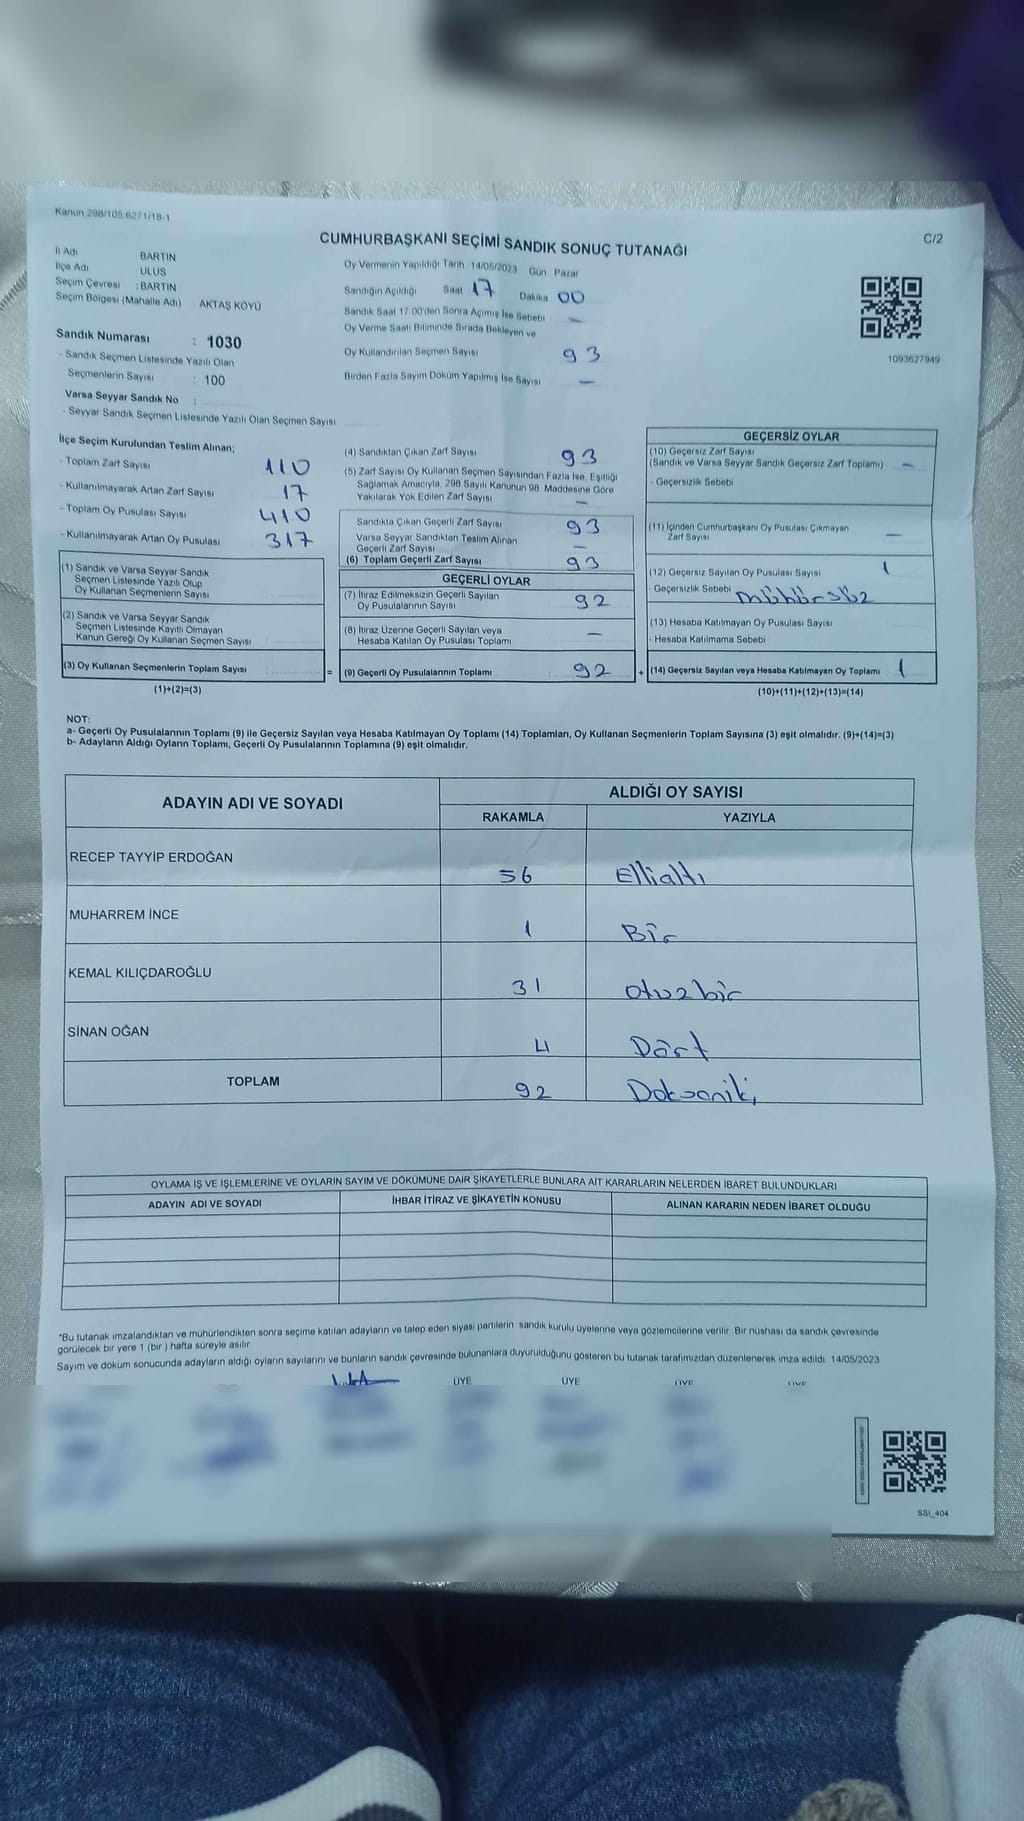 Kanun 298/105,6271/18-1
CUMHURBAŞKANI SEÇİMİ SANDIK SONUÇ TUTANAĞI
C/2
İl Adı : BARTIN
İlçe Adı : ULUS
Seçim Çevresi : BARTIN
Seçim Bölgesi (Mahalle Adı) : AKTAŞ KÖYÜ
Oy Vermenin Yapıldığı Tarih 14/05/2023 Gün : Pazar
Sandığın Açıldığı Saat 17 Dakika 00
Sandık Saat 17:00'den Sonra Açılmış İse Sebebi —
Oy Verme Saati Bitiminde Sırada Bekleyen ve
Oy Kullandırılan Seçmen Sayısı 93
Birden Fazla Sayım Döküm Yapılmış İse Sayısı —
1093627949
Sandık Numarası : 1030
- Sandık Seçmen Listesinde Yazılı Olan
Seçmenlerin Sayısı : 100
Varsa Seyyar Sandık No :
- Seyyar Sandık Seçmen Listesinde Yazılı Olan Seçmen Sayısı
İlçe Seçim Kurulundan Teslim Alınan;
- Toplam Zarf Sayısı 110
- Kullanılmayarak Artan Zarf Sayısı 17
- Toplam Oy Pusulası Sayısı 410
- Kullanılmayarak Artan Oy Pusulası 317
(1) Sandık ve Varsa Seyyar Sandık
Seçmen Listesinde Yazılı Olup
Oy Kullanan Seçmenlerin Sayısı
(2) Sandık ve Varsa Seyyar Sandık
Seçmen Listesinde Kayıtlı Olmayan
Kanun Gereği Oy Kullanan Seçmen Sayısı
(3) Oy Kullanan Seçmenlerin Toplam Sayısı =
(1)+(2)=(3)
(4) Sandıktan Çıkan Zarf Sayısı 93
(5) Zarf Sayısı Oy Kullanan Seçmen Sayısından Fazla İse, Eşitliği
Sağlamak Amacıyla, 298 Sayılı Kanunun 98. Maddesine Göre
Yakılarak Yok Edilen Zarf Sayısı —
Sandıkta Çıkan Geçerli Zarf Sayısı 93
Varsa Seyyar Sandıktan Teslim Alınan
Geçerli Zarf Sayısı —
(6) Toplam Geçerli Zarf Sayısı 93
GEÇERLİ OYLAR
(7) İtiraz Edilmeksizin Geçerli Sayılan
Oy Pusulalarının Sayısı 92
(8) İtiraz Üzerine Geçerli Sayılan veya
Hesaba Katılan Oy Pusulası Toplamı —
(9) Geçerli Oy Pusulalarının Toplamı 92 +
GEÇERSİZ OYLAR
(10) Geçersiz Zarf Sayısı
(Sandık ve Varsa Seyyar Sandık Geçersiz Zarf Toplamı) —
- Geçersizlik Sebebi
(11) İçinden Cumhurbaşkanı Oy Pusulası Çıkmayan
Zarf Sayısı —
(12) Geçersiz Sayılan Oy Pusulası Sayısı 1
- Geçersizlik Sebebi mühürsüz
(13) Hesaba Katılmayan Oy Pusulası Sayısı
- Hesaba Katılmama Sebebi
(14) Geçersiz Sayılan veya Hesaba Katılmayan Oy Toplamı 1
(10)+(11)+(12)+(13)=(14)
NOT:
a- Geçerli Oy Pusulalarının Toplamı (9) ile Geçersiz Sayılan veya Hesaba Katılmayan Oy Toplamı (14) Toplamları, Oy Kullanan Seçmenlerin Toplam Sayısına (3) eşit olmalıdır. (9)+(14)=(3)
b- Adayların Aldığı Oyların Toplamı, Geçerli Oy Pusulalarının Toplamına (9) eşit olmalıdır.
ADAYIN ADI VE SOYADI ALDIĞI OY SAYISI
RAKAMLA YAZIYLA
RECEP TAYYİP ERDOĞAN 56 Ellialtı
MUHARREM İNCE 1 Bir
KEMAL KILIÇDAROĞLU 31 otuzbir
SİNAN OĞAN 4 Dört
TOPLAM 92 Doksaniki
OYLAMA İŞ VE İŞLEMLERİNE VE OYLARIN SAYIM VE DÖKÜMÜNE DAİR ŞİKAYETLERLE BUNLARA AİT KARARLARIN NELERDEN İBARET BULUNDUKLARI
ADAYIN ADI VE SOYADI İHBAR İTİRAZ VE ŞİKAYETİN KONUSU ALINAN KARARIN NEDEN İBARET OLDUĞU
*Bu tutanak imzalandıktan ve mühürlendikten sonra seçime katılan adayların ve talep eden siyasi partilerin sandık kurulu üyelerine veya gözlemcilerine verilir. Bir nüshası da sandık çevresinde
görülecek bir yere 1 (bir) hafta süreyle asılır.
Sayım ve döküm sonucunda adayların aldığı oyların sayılarını ve bunların sandık çevresinde bulunanlara duyurulduğunu gösteren bu tutanak tarafımızdan düzenlenerek imza edildi. 14/05/2023
ÜYE ÜYE ÜYE ÜYE
SSI_404